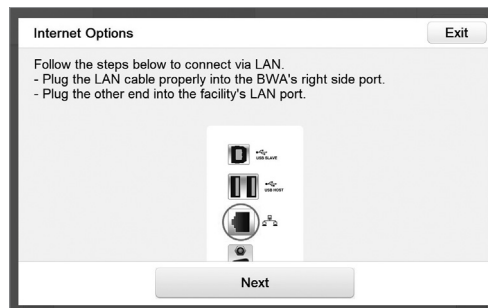 Internet Options
Exit
Follow the steps below to connect via LAN.
- Plug the LAN cable properly into the BWA's right side port.
- Plug the other end into the facility's LAN port.
USB SLAVE
USB HOST
Next